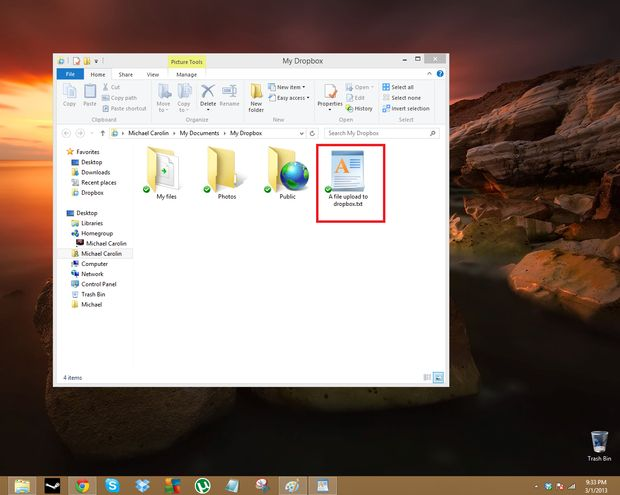 Picture Tools
My Dropbox
File
Home
Share
View
Manage
Copy
Paste
Cut
Copy path
Paste shortcut
Clipboard
Move to
Copy to
Delete
Rename
Organize
New folder
New item
Easy access
New
Properties
Open
Edit
History
Open
Select all
Select none
Invert selection
Select
Michael Carolin
My Documents
My Dropbox
Search My Dropbox
Favorites
Desktop
Downloads
Recent places
Dropbox
Desktop
Libraries
Homegroup
Michael Carolin
Michael Carolin
Computer
Network
Control Panel
Trash Bin
Michael
My files
Photos
Public
A file upload to
dropbox.txt
4 items
Trash Bin
9:33 PM
3/1/2013